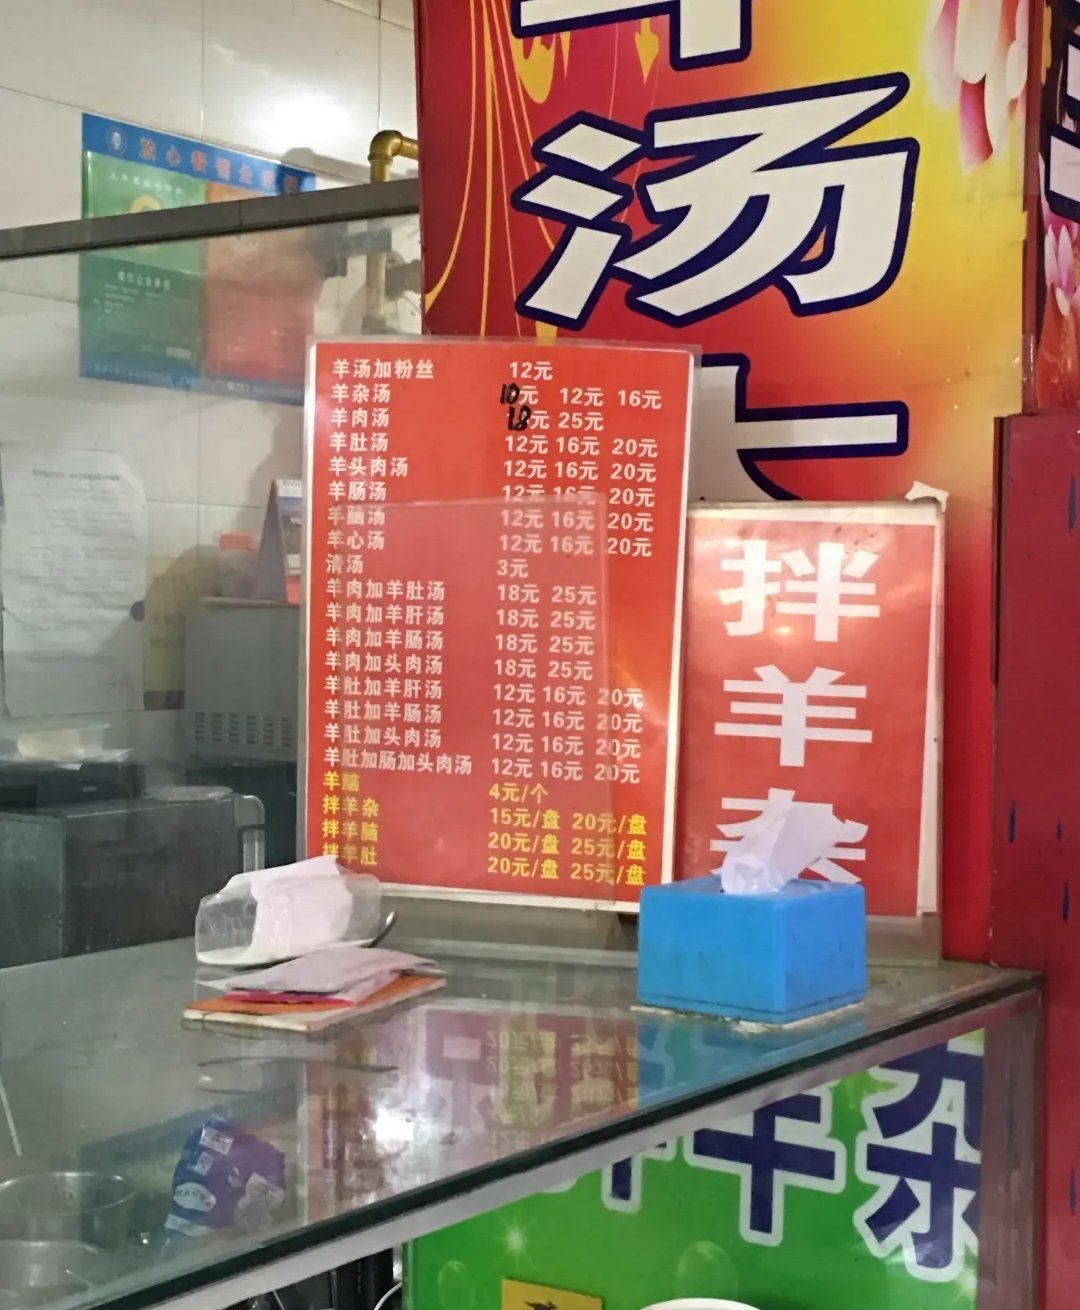 放心餐馆
羊
汤
羊汤加粉丝 12元
羊杂汤 10元 12元 16元
羊肉汤 18元 25元
羊肚汤 12元 16元 20元
羊头肉汤 12元 16元 20元
羊肠汤 12元 16元 20元
羊脑汤 12元 16元 20元
羊心汤 12元 16元 20元
清汤 3元
羊肉加羊肚汤 18元 25元
羊肉加羊肝汤 18元 25元
羊肉加羊肠汤 18元 25元
羊肉加头肉汤 18元 25元
羊肚加羊肝汤 12元 16元 20元
羊肚加羊肠汤 12元 16元 20元
羊肚加头肉汤 12元 16元 20元
羊肚加肠加头肉汤 12元 16元 20元
羊脑 4元/个
拌羊杂 15元/盘 20元/盘
拌羊脑 20元/盘 25元/盘
拌羊肚 20元/盘 25元/盘
拌
羊
杂
羊杂